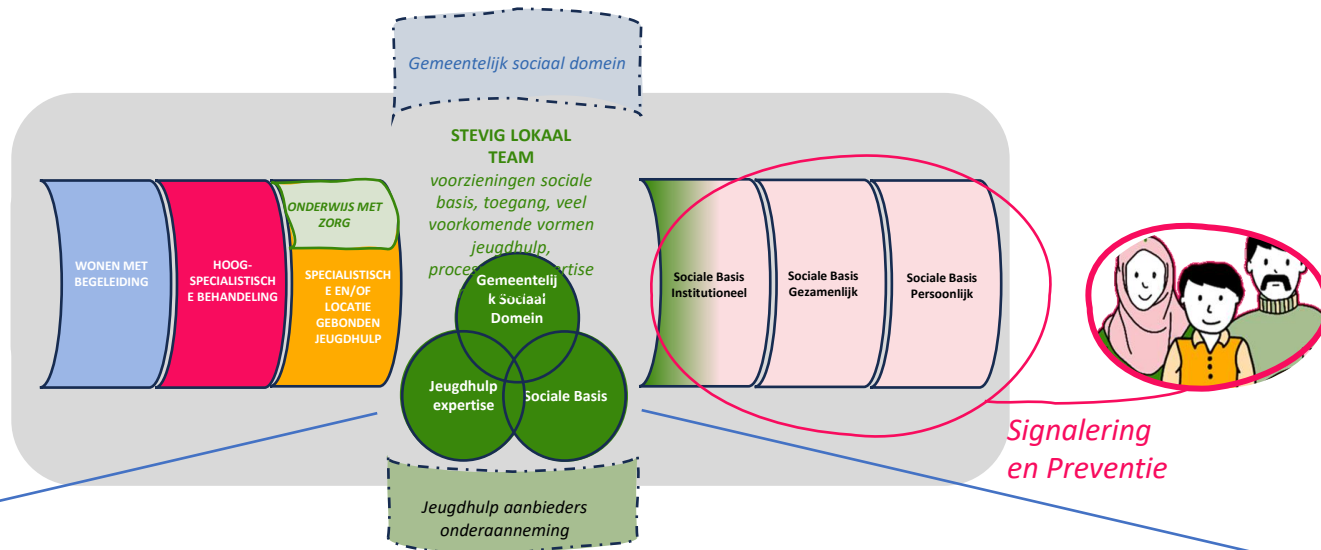 Gemeentelijk sociaal domein
STEVIG LOKAAL
TEAM
voorzieningen sociale
basis, toegang, veel
voorkomende vormen
jeugdhulp,
ONDERWIJS MET
ZORG
WONEN MET
BEGELEIDING
HOOG-
SPECIALISTISCH
E BEHANDELING
SPECIALISTISCH
E EN/OF
LOCATIE
GEBONDEN
JEUGDHULP
Gemeentelij
k Sociaal
Domein
Jeugdhulp
expertise
Sociale Basis
Sociale Basis
Institutioneel
Sociale Basis
Gezamenlijk
Sociale Basis
Persoonlijk
Signalering
en Preventie
Jeugdhulp aanbieders
onderaanneming